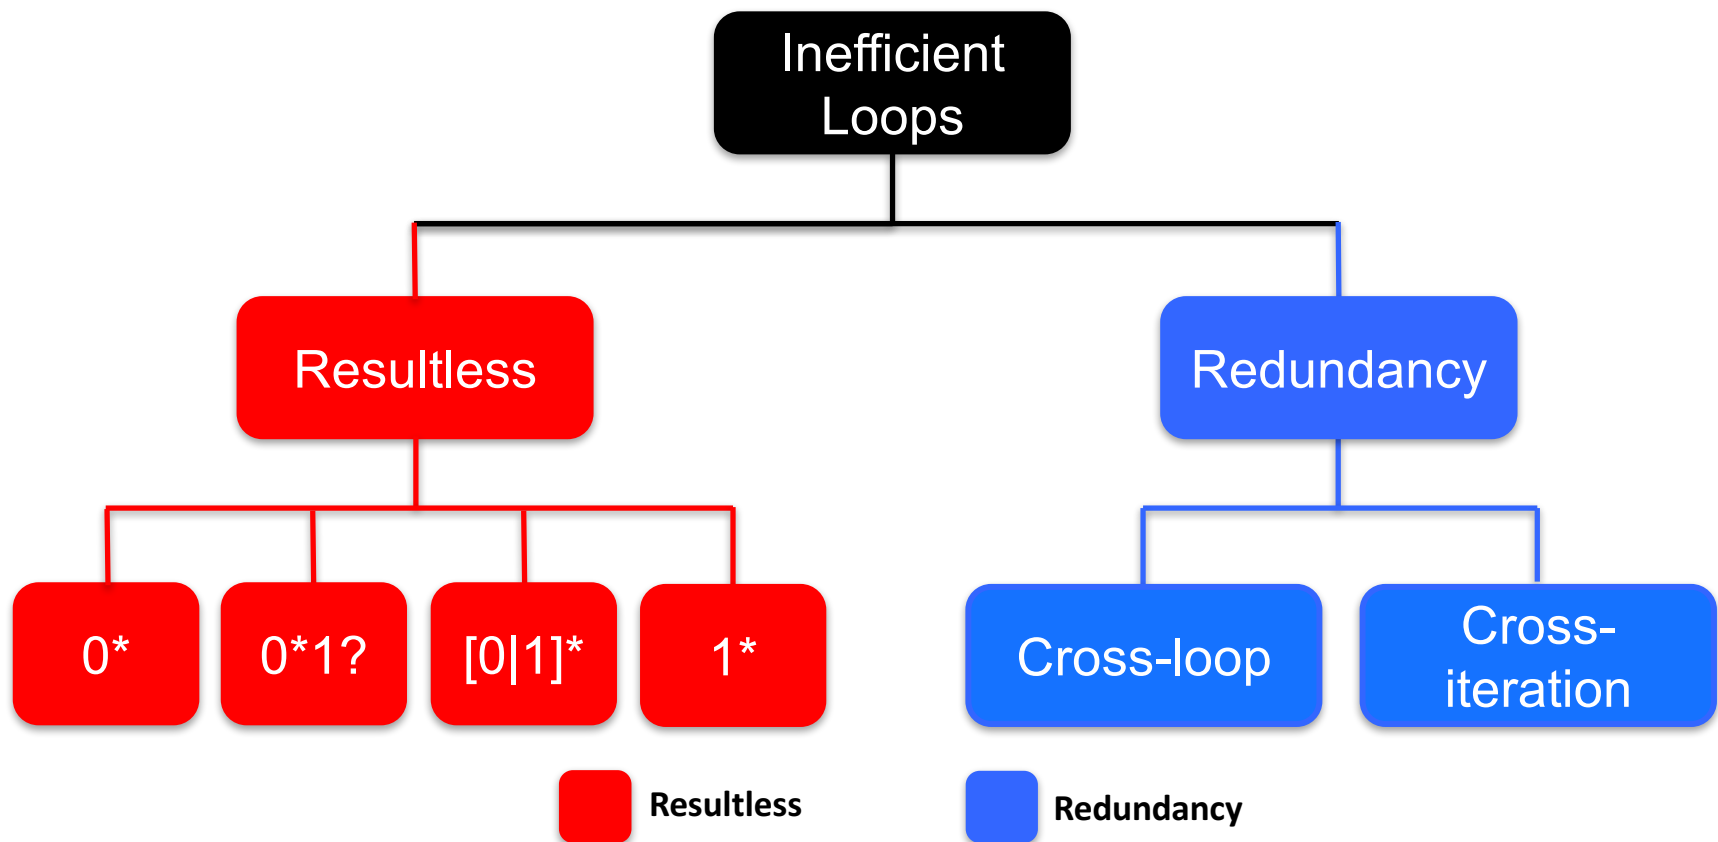 Inefficient
Loops
Resultless
Redundancy
0*
0*1?
[0|1]*
1*
Cross-loop
Cross-
iteration
Resultless
Redundancy